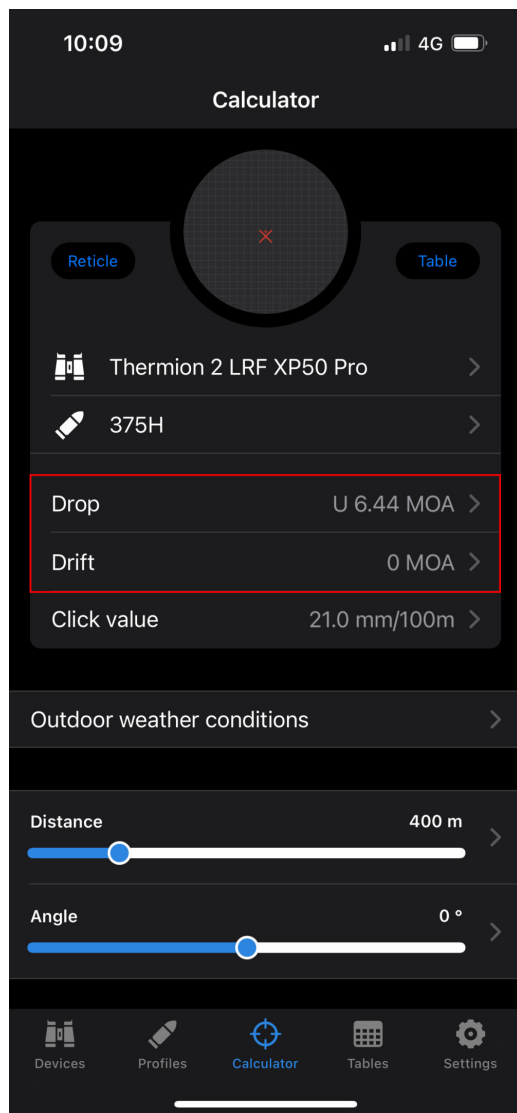 10:09 4G
Calculator
Reticle Table
Thermion 2 LRF XP50 Pro
375H
Drop U 6.44 MOA
Drift 0 MOA
Click value 21.0 mm/100m
Outdoor weather conditions
Distance 400 m
Angle 0 °
Devices Profiles Calculator Tables Settings